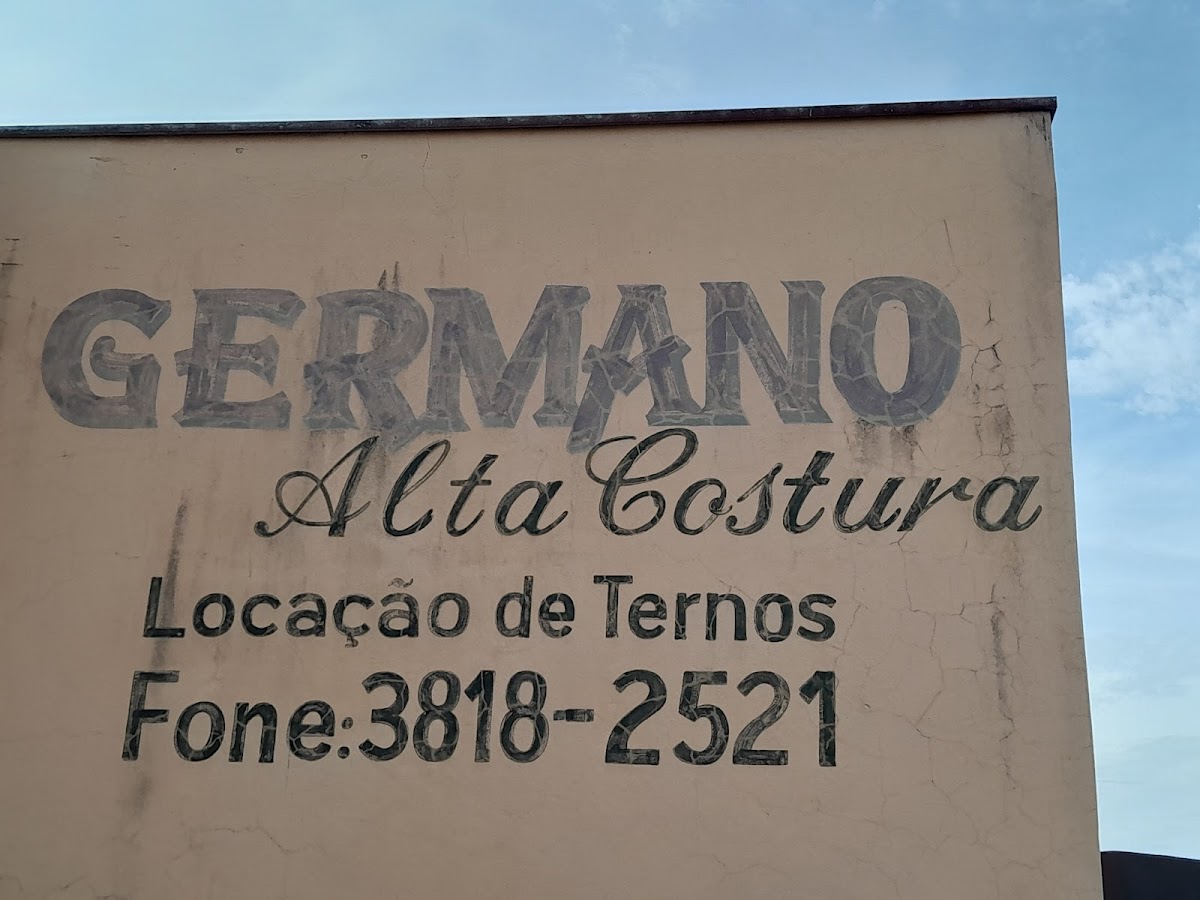 GERMANO
Alta Costura
Locação de Ternos
Fone:3818-2521